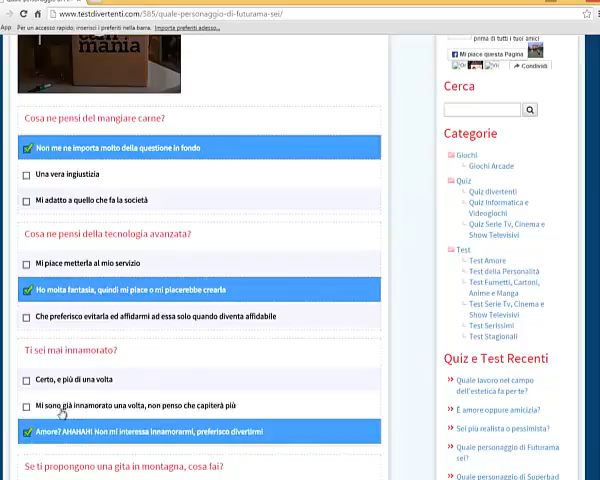 www.testdivertenti.com/585/quale-personaggio-di-futurama-sei/
App
Per un accesso rapido, inserisci i preferiti nella barra. Importa preferiti adesso...
mania
prima di tutti i tuoi amici
Mi piace questa Pagina
Condividi
Cosa ne pensi del mangiare carne?
Non me ne importa molto della questione in fondo
Una vera ingiustizia
Mi adatto a quello che fa la società
Cosa ne pensi della tecnologia avanzata?
Mi piace metterla al mio servizio
Ho molta fantasia, quindi mi piace o mi piacerebbe crearla
Che preferisco evitarla ed affidarmi ad essa solo quando diventa affidabile
Ti sei mai innamorato?
Certo, e più di una volta
Mi sono già innamorato una volta, non penso che capiterà più
Amore? AHAHAH! Non mi interessa innamorarmi, preferisco divertirmi
Se ti propongono una gita in montagna, cosa fai?
Cerca
Categorie
Giochi
Giochi Arcade
Quiz
Quiz divertenti
Quiz Informatica e
Videogiochi
Quiz Serie Tv, Cinema e
Show Televisivi
Test
Test Amore
Test della Personalità
Test Fumetti, Cartoni,
Anime e Manga
Test Serie Tv, Cinema e
Show Televisivi
Test Serissimi
Test Stagionali
Quiz e Test Recenti
Quale lavoro nel campo
dell'estetica fa per te?
È amore oppure amicizia?
Sei più realista o pessimista?
Quale personaggio di Futurama
sei?
Quale personaggio di Superbad